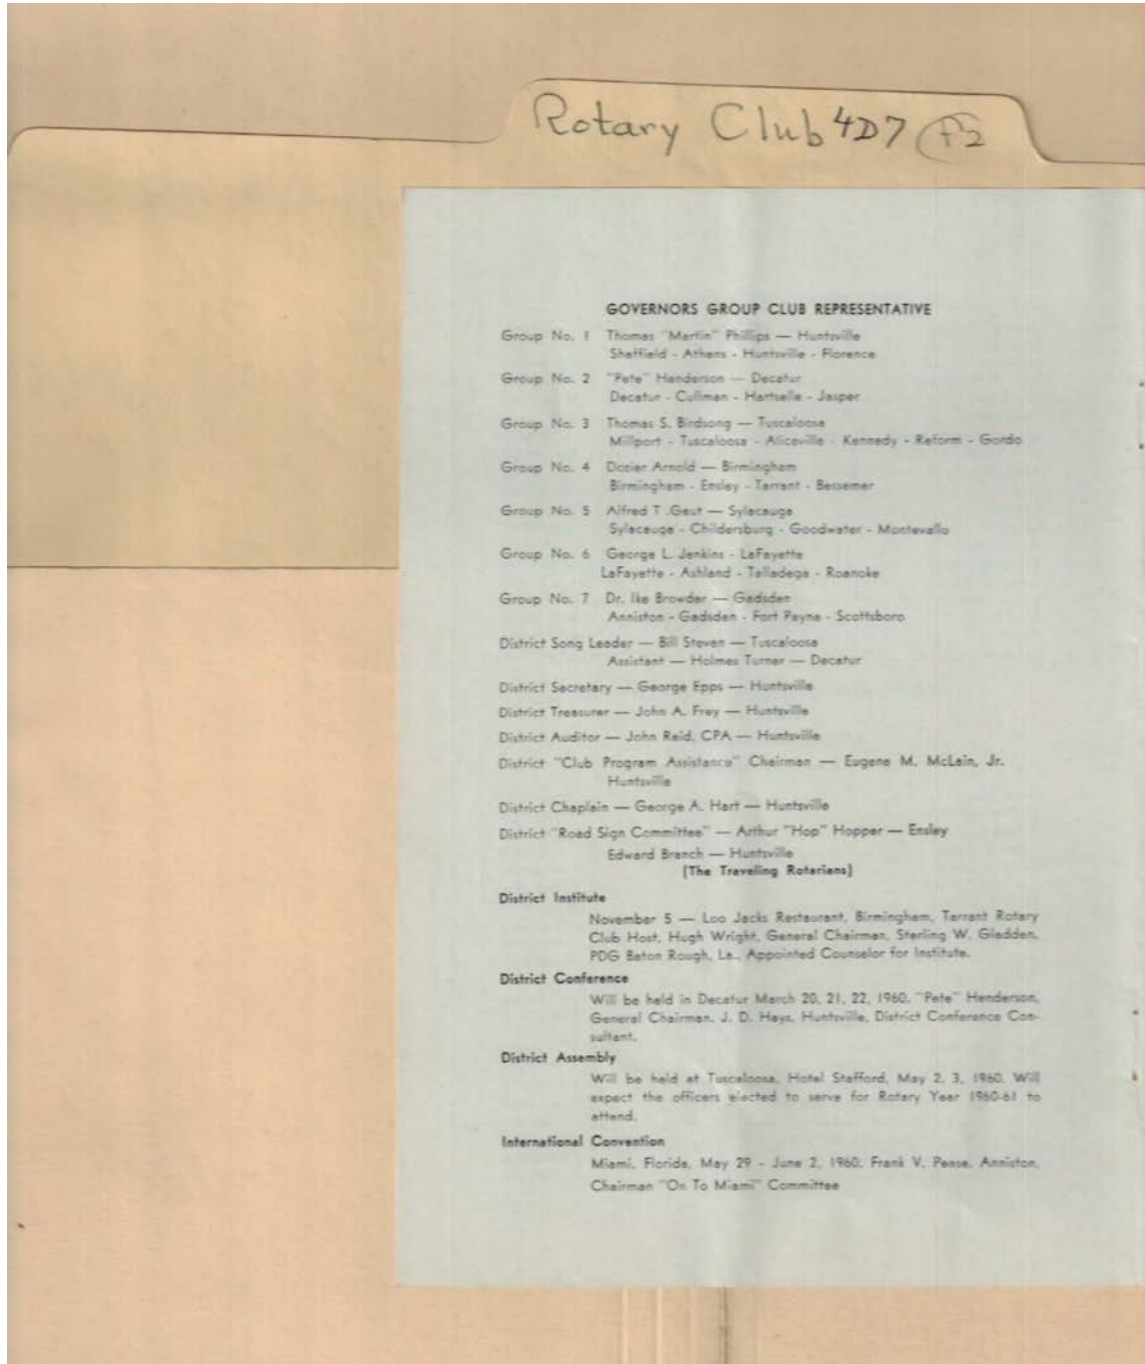 Rotary Club 4D7 F2
GOVERNORS GROUP CLUB REPRESENTATIVE
Group No. 1 Thomas "Martin" Phillips — Huntsville
Sheffield - Athens - Huntsville - Florence
Group No. 2 "Pete" Henderson — Decatur
Decatur - Cullman - Hartselle - Jasper
Group No. 3 Thomas S. Birdsong — Tuscaloosa
Millport - Tuscaloosa - Aliceville - Kennedy - Reform - Gordo
Group No. 4 Dozier Arnold — Birmingham
Birmingham - Ensley - Tarrant - Bessemer
Group No. 5 Alfred T .Gaut — Sylacauga
Sylacauga - Childersburg - Goodwater - Montevallo
Group No. 6 George L. Jenkins - LaFayette
LaFayette - Ashland - Talladega - Roanoke
Group No. 7 Dr. Ike Browder — Gadsden
Anniston - Gadsden - Fort Payne - Scottsboro
District Song Leader — Bill Steven — Tuscaloosa
Assistant — Holmes Turner — Decatur
District Secretary — George Epps — Huntsville
District Treasurer — John A. Frey — Huntsville
District Auditor — John Reid, CPA — Huntsville
District "Club Program Assistance" Chairman — Eugene M. McLain, Jr.
Huntsville
District Chaplain — George A. Hart — Huntsville
District "Road Sign Committee" — Arthur "Hop" Hopper — Ensley
Edward Branch — Huntsville
(The Traveling Rotarians)
District Institute
November 5 — Loo Jacks Restaurant, Birmingham, Tarrant Rotary
Club Host, Hugh Wright, General Chairman, Sterling W. Gladden,
PDG Baton Rough, La., Appointed Counselor for Institute.
District Conference
Will be held in Decatur March 20, 21, 22, 1960. "Pete" Henderson,
General Chairman, J. D. Hays, Huntsville, District Conference Con-
sultant.
District Assembly
Will be held at Tuscaloosa, Hotel Stafford, May 2, 3, 1960. Will
expect the officers elected to serve for Rotary Year 1960-61 to
attend.
International Convention
Miami, Florida, May 29 - June 2, 1960. Frank V. Pease, Anniston,
Chairman "On To Miami" Committee